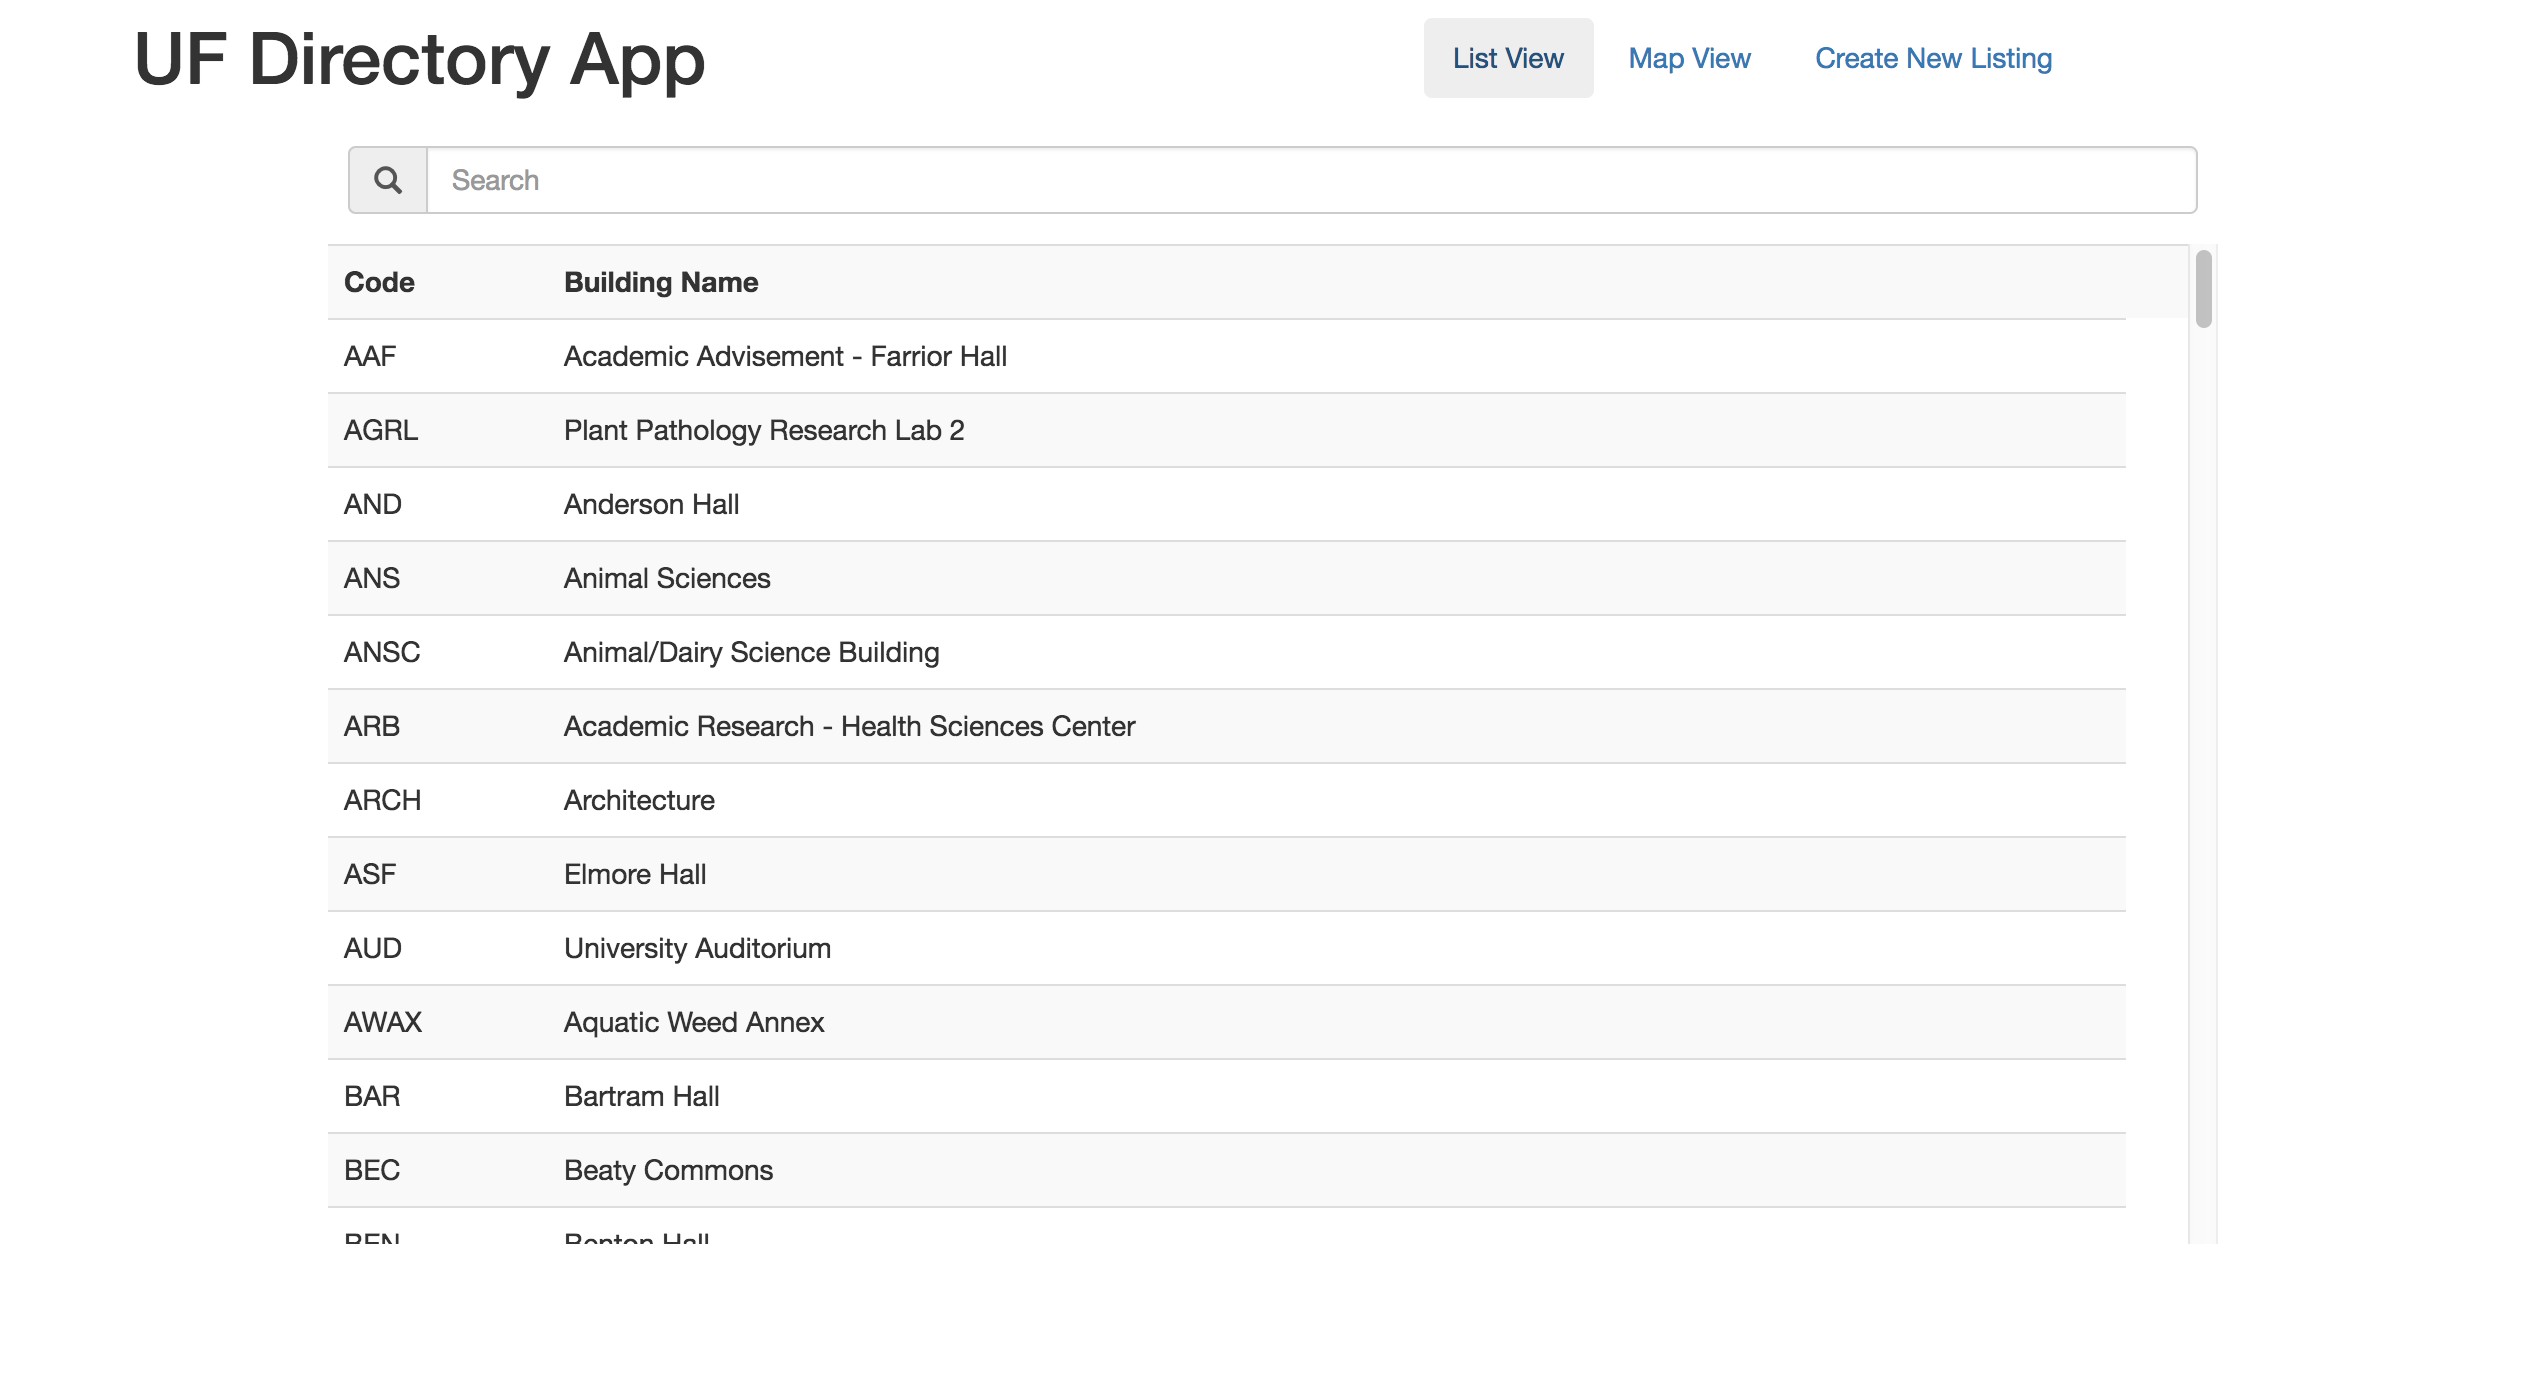 UF Directory App
List View Map View Create New Listing
Search
Code Building Name
AAF Academic Advisement - Farrior Hall
AGRL Plant Pathology Research Lab 2
AND Anderson Hall
ANS Animal Sciences
ANSC Animal/Dairy Science Building
ARB Academic Research - Health Sciences Center
ARCH Architecture
ASF Elmore Hall
AUD University Auditorium
AWAX Aquatic Weed Annex
BAR Bartram Hall
BEC Beaty Commons
BEN Benton Hall